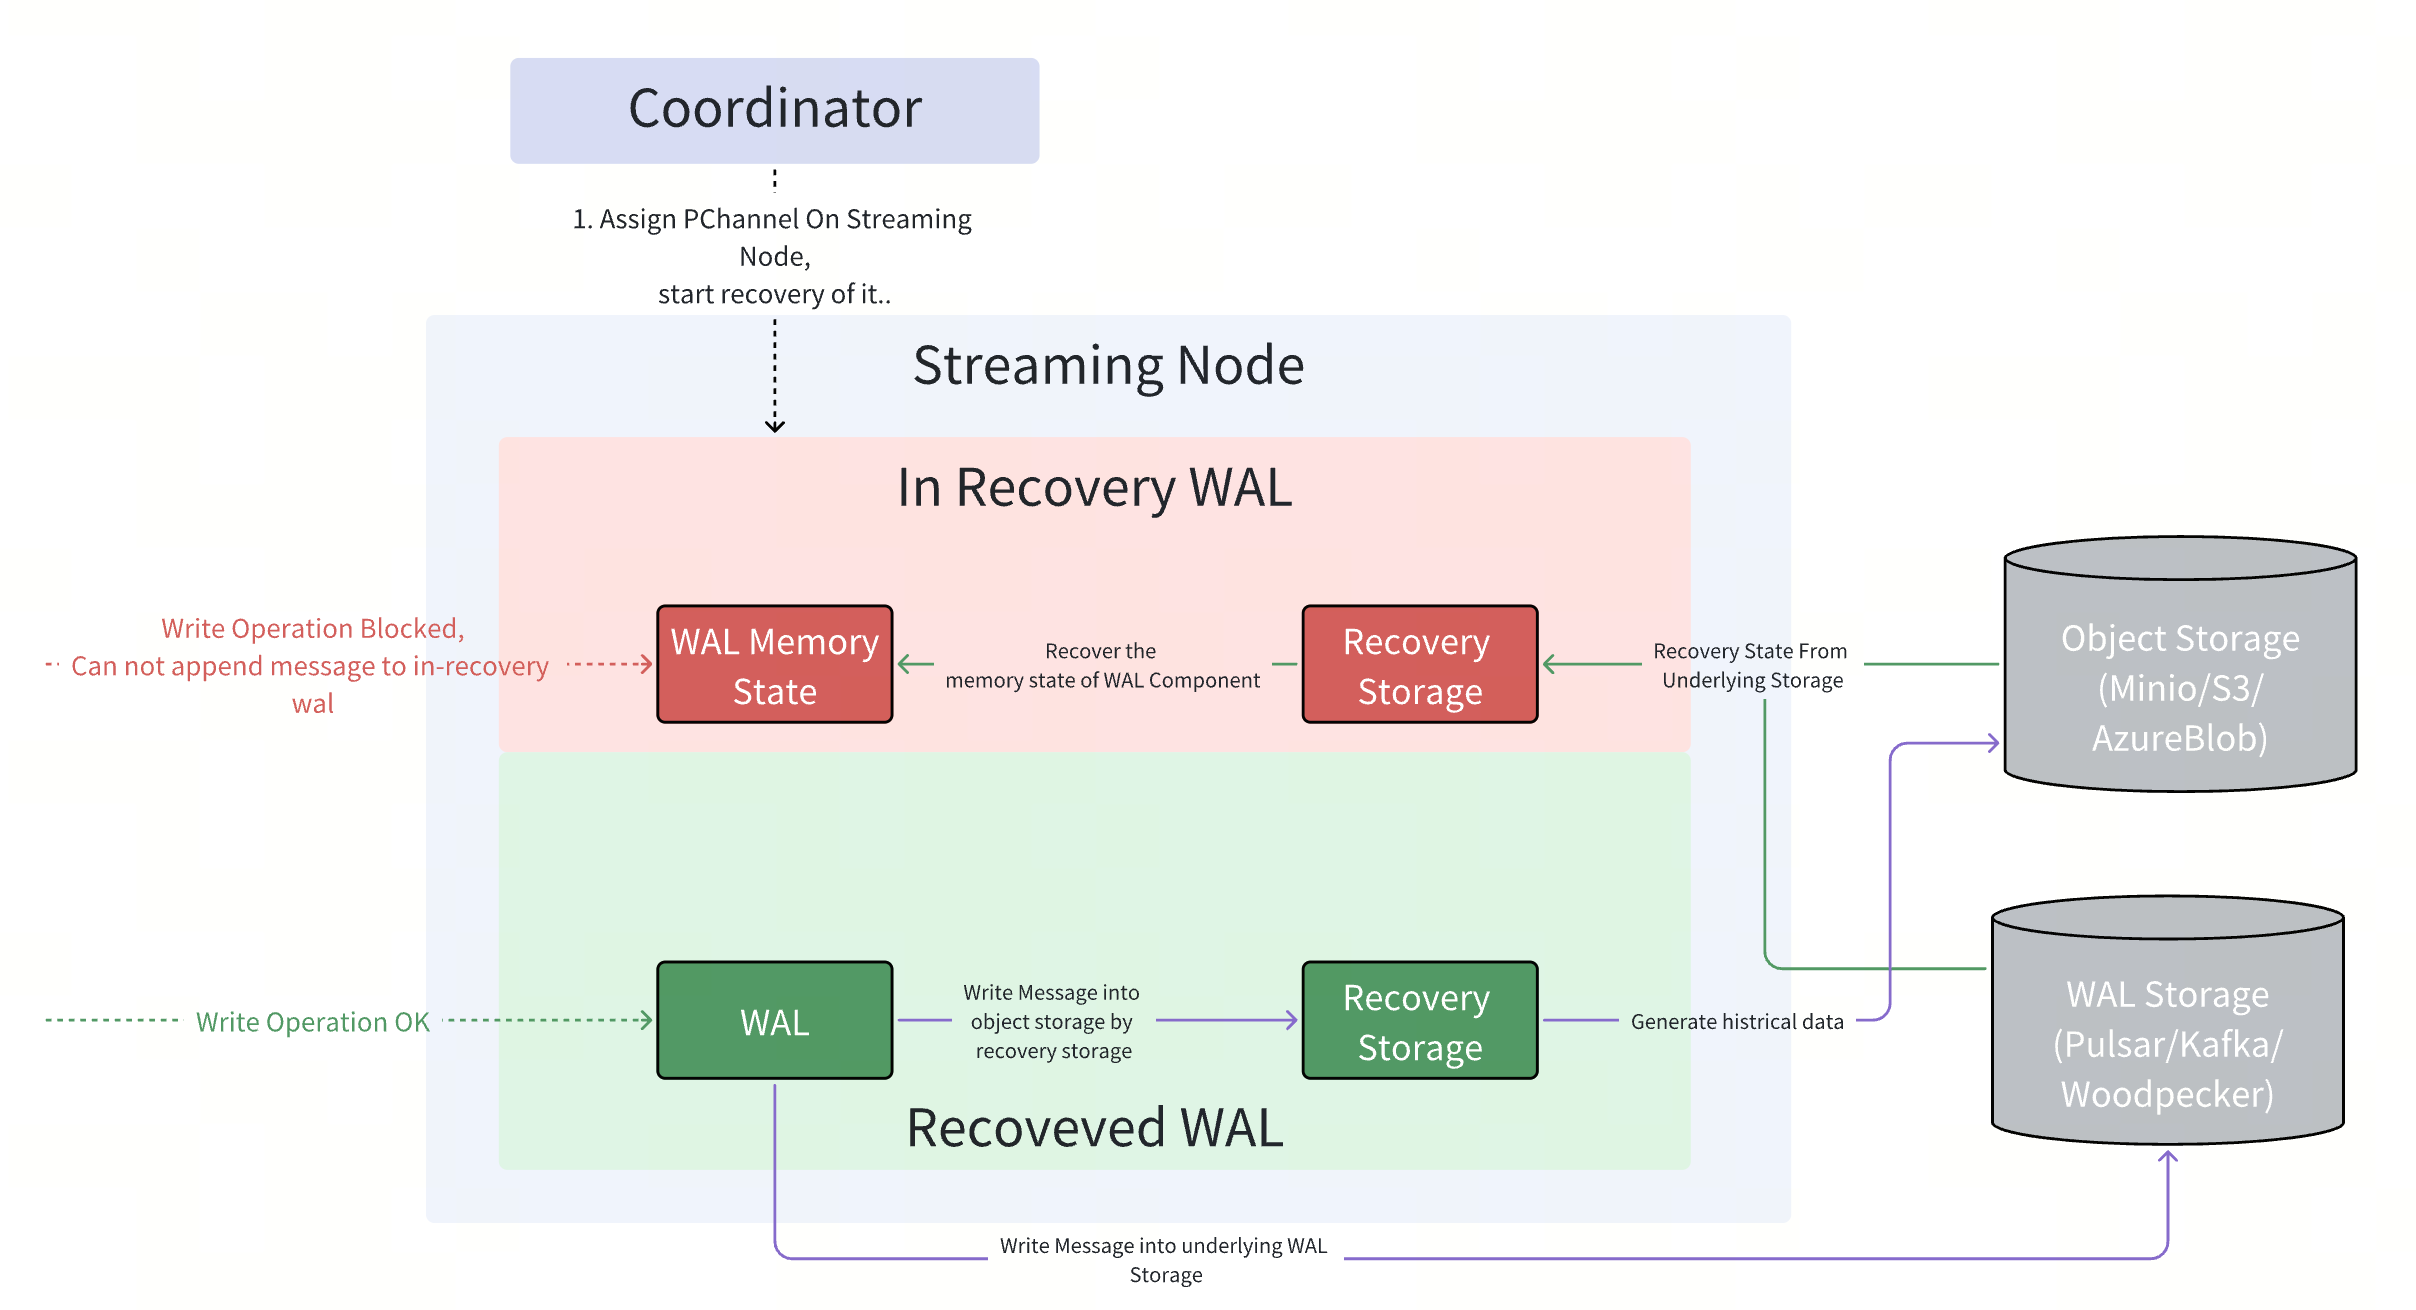 Coordinator
1. Assign PChannel On Streaming
Node,
start recovery of it..
Streaming Node
In Recovery WAL
Write Operation Blocked,
Can not append message to in-recovery
wal
WAL Memory
State
Recover the
memory state of WAL Component
Recovery
Storage
Recovery State From
Underlying Storage
Object Storage
(Minio/S3/
AzureBlob)
Write Operation OK
WAL
Write Message into
object storage by
recovery storage
Recovery
Storage
Generate histrical data
WAL Storage
(Pulsar/Kafka/
Woodpecker)
Recoveved WAL
Write Message into underlying WAL
Storage